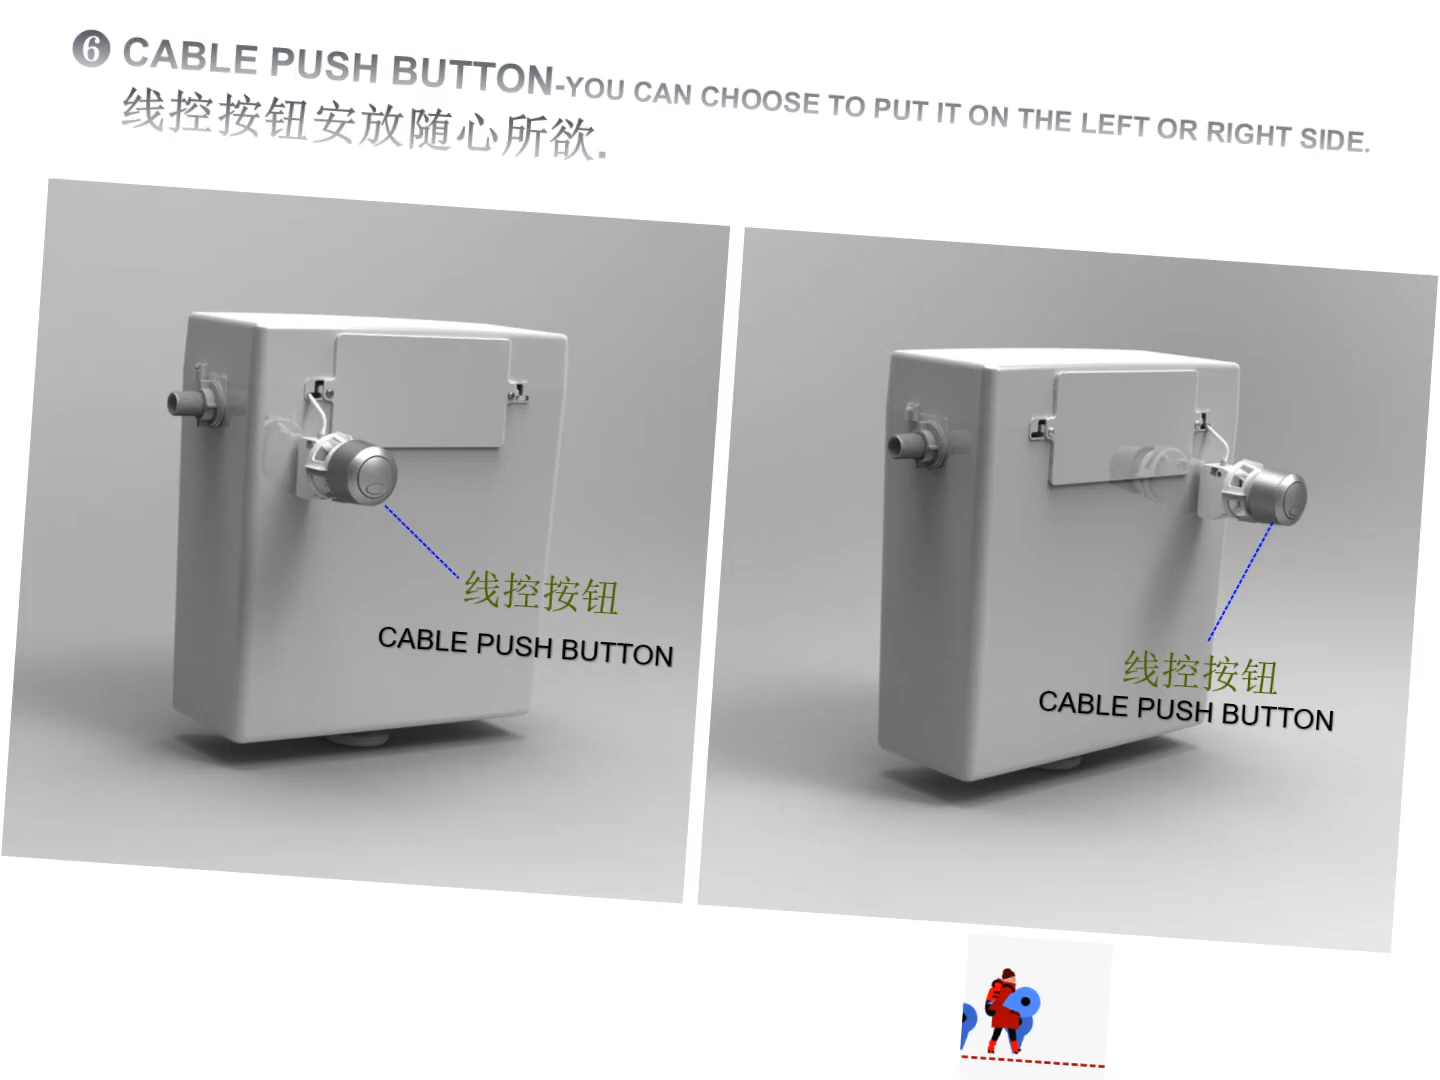 ❻ CABLE PUSH BUTTON-YOU CAN CHOOSE TO PUT IT ON THE LEFT OR RIGHT SIDE.
线控按钮安放随心所欲.
线控按钮
CABLE PUSH BUTTON
线控按钮
CABLE PUSH BUTTON